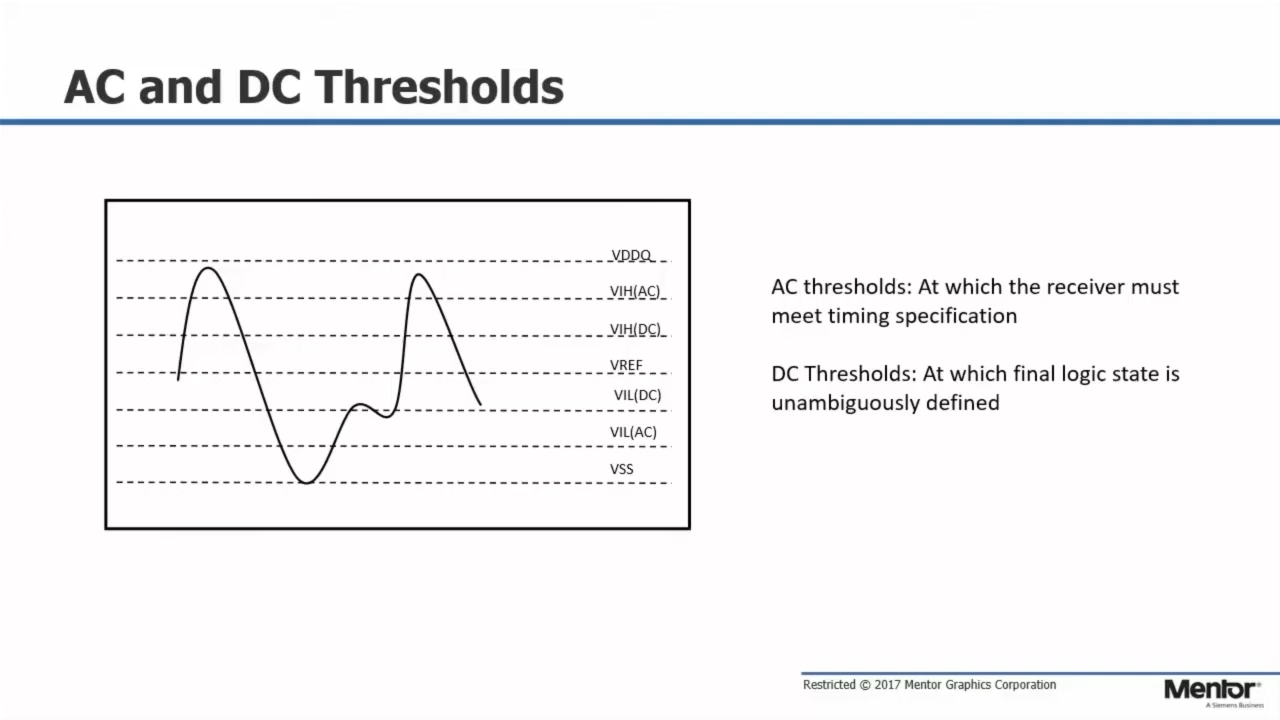 AC and DC Thresholds
VDDQ
VIH(AC)
VIH(DC)
VREF
VIL(DC)
VIL(AC)
VSS
AC thresholds: At which the receiver must
meet timing specification
DC Thresholds: At which final logic state is
unambiguously defined
Restricted © 2017 Mentor Graphics Corporation
Mentor®
A Siemens Business